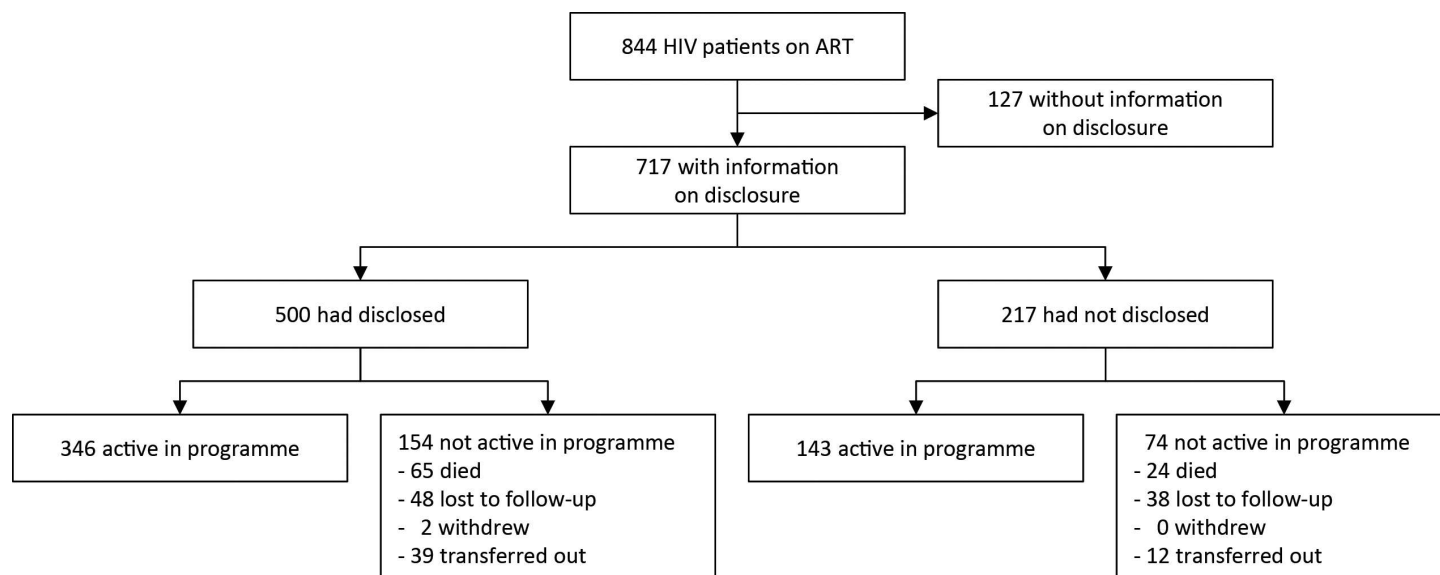 844 HIV patients on ART
127 without information
on disclosure
717 with information
on disclosure
500 had disclosed
217 had not disclosed
346 active in programme
154 not active in programme
- 65 died
- 48 lost to follow-up
- 2 withdrew
- 39 transferred out
143 active in programme
74 not active in programme
- 24 died
- 38 lost to follow-up
- 0 withdrew
- 12 transferred out